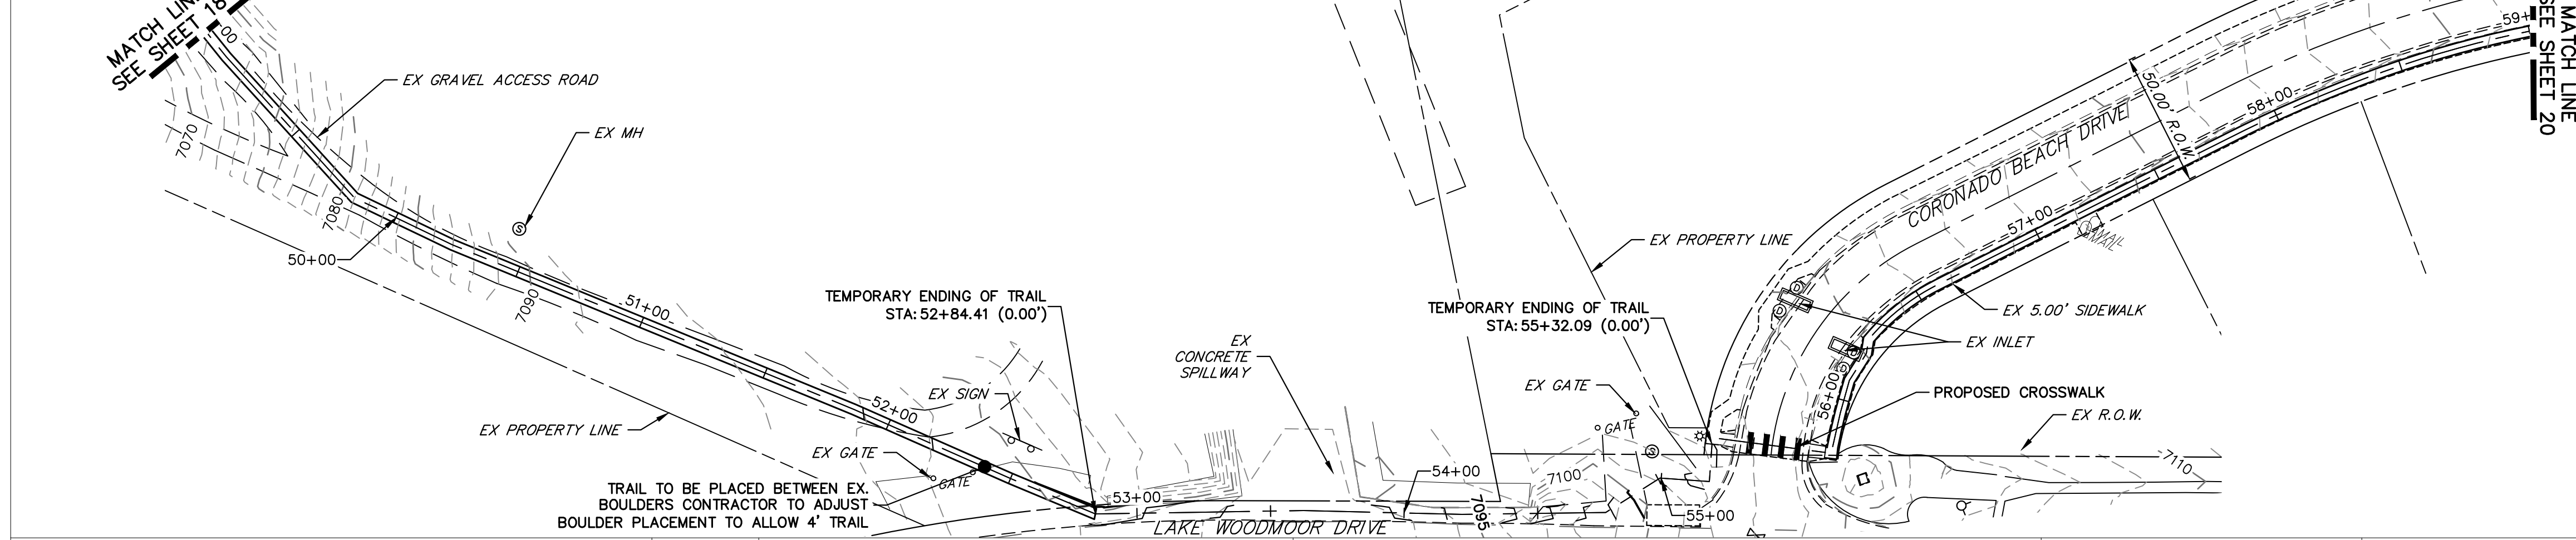 MATCH LINE
SEE SHEET 18
00
EX GRAVEL ACCESS ROAD
EX MH
S
7070
7080
50+00
7090
51+00
EX PROPERTY LINE
52+00
EX SIGN
EX GATE
GATE
TRAIL TO BE PLACED BETWEEN EX.
BOULDERS CONTRACTOR TO ADJUST
BOULDER PLACEMENT TO ALLOW 4' TRAIL
TEMPORARY ENDING OF TRAIL
STA: 52+84.41 (0.00')
53+00
EX
CONCRETE
SPILLWAY
LAKE WOODMOOR DRIVE
54+00
7095
TEMPORARY ENDING OF TRAIL
STA: 55+32.09 (0.00')
EX GATE
GATE
7100
S
55+00
EX PROPERTY LINE
D
D
D
D
56+00
PROPOSED CROSSWALK
EX R.O.W.
7110
EX INLET
EX 5.00' SIDEWALK
57+00
MAIL
MAIL
CORONADO BEACH DRIVE
50.00' R.O.W.
58+00
59+
MATCH LINE
SEE SHEET 20